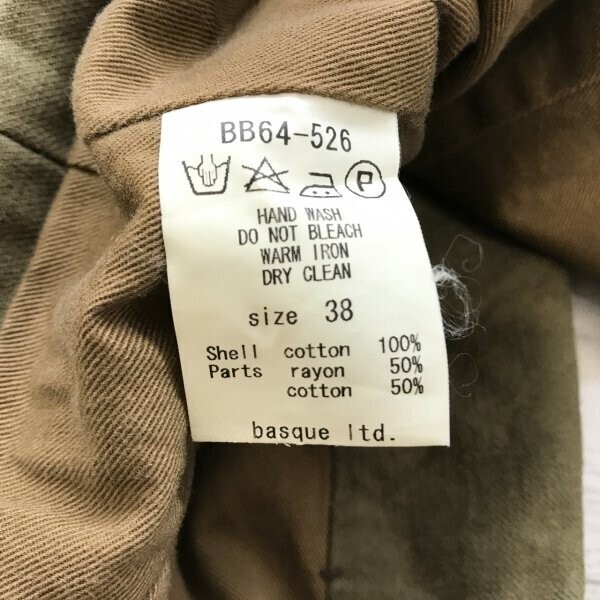 BB64-526
P
HAND WASH
DO NOT BLEACH
WARM IRON
DRY CLEAN
size 38
Shell cotton 100%
Parts rayon 50%
cotton 50%
basque ltd.